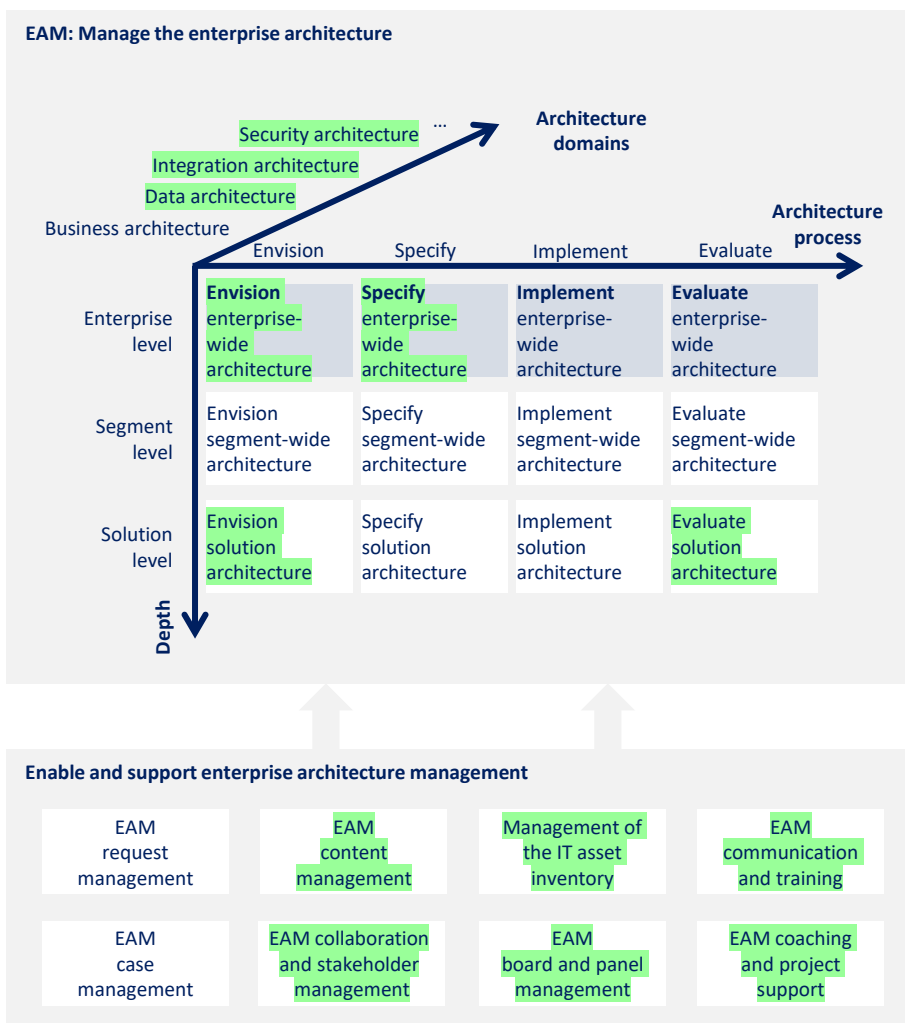 EAM: Manage the enterprise architecture
...
Security architecture
Integration architecture
Data architecture
Business architecture
Architecture
domains
Architecture
process
Envision
Specify
Implement
Evaluate
Enterprise
level
Envision
enterprise-
wide
architecture
Specify
enterprise-
wide
architecture
Implement
enterprise-
wide
architecture
Evaluate
enterprise-
wide
architecture
Segment
level
Envision
segment-wide
architecture
Specify
segment-wide
architecture
Implement
segment-wide
architecture
Evaluate
segment-wide
architecture
Solution
level
Envision
solution
architecture
Specify
solution
architecture
Implement
solution
architecture
Evaluate
solution
architecture
Depth
Enable and support enterprise architecture management
EAM
request
management
EAM
content
management
Management of
the IT asset
inventory
EAM
communication
and training
EAM
case
management
EAM collaboration
and stakeholder
management
EAM
board and panel
management
EAM coaching
and project
support